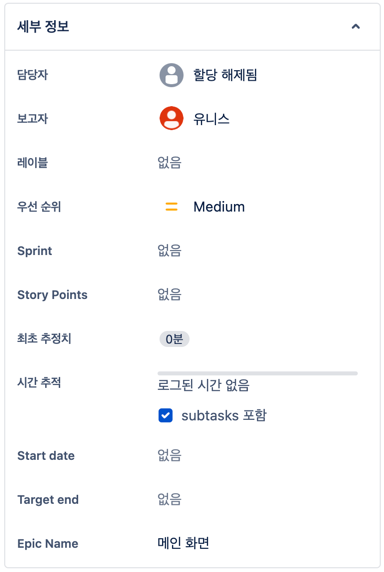 세부 정보
담당자 할당 해제됨
보고자 유니스
레이블 없음
우선 순위 Medium
Sprint 없음
Story Points 없음
최초 추정치 0분
시간 추적 로그된 시간 없음
subtasks 포함
Start date 없음
Target end 없음
Epic Name 메인 화면